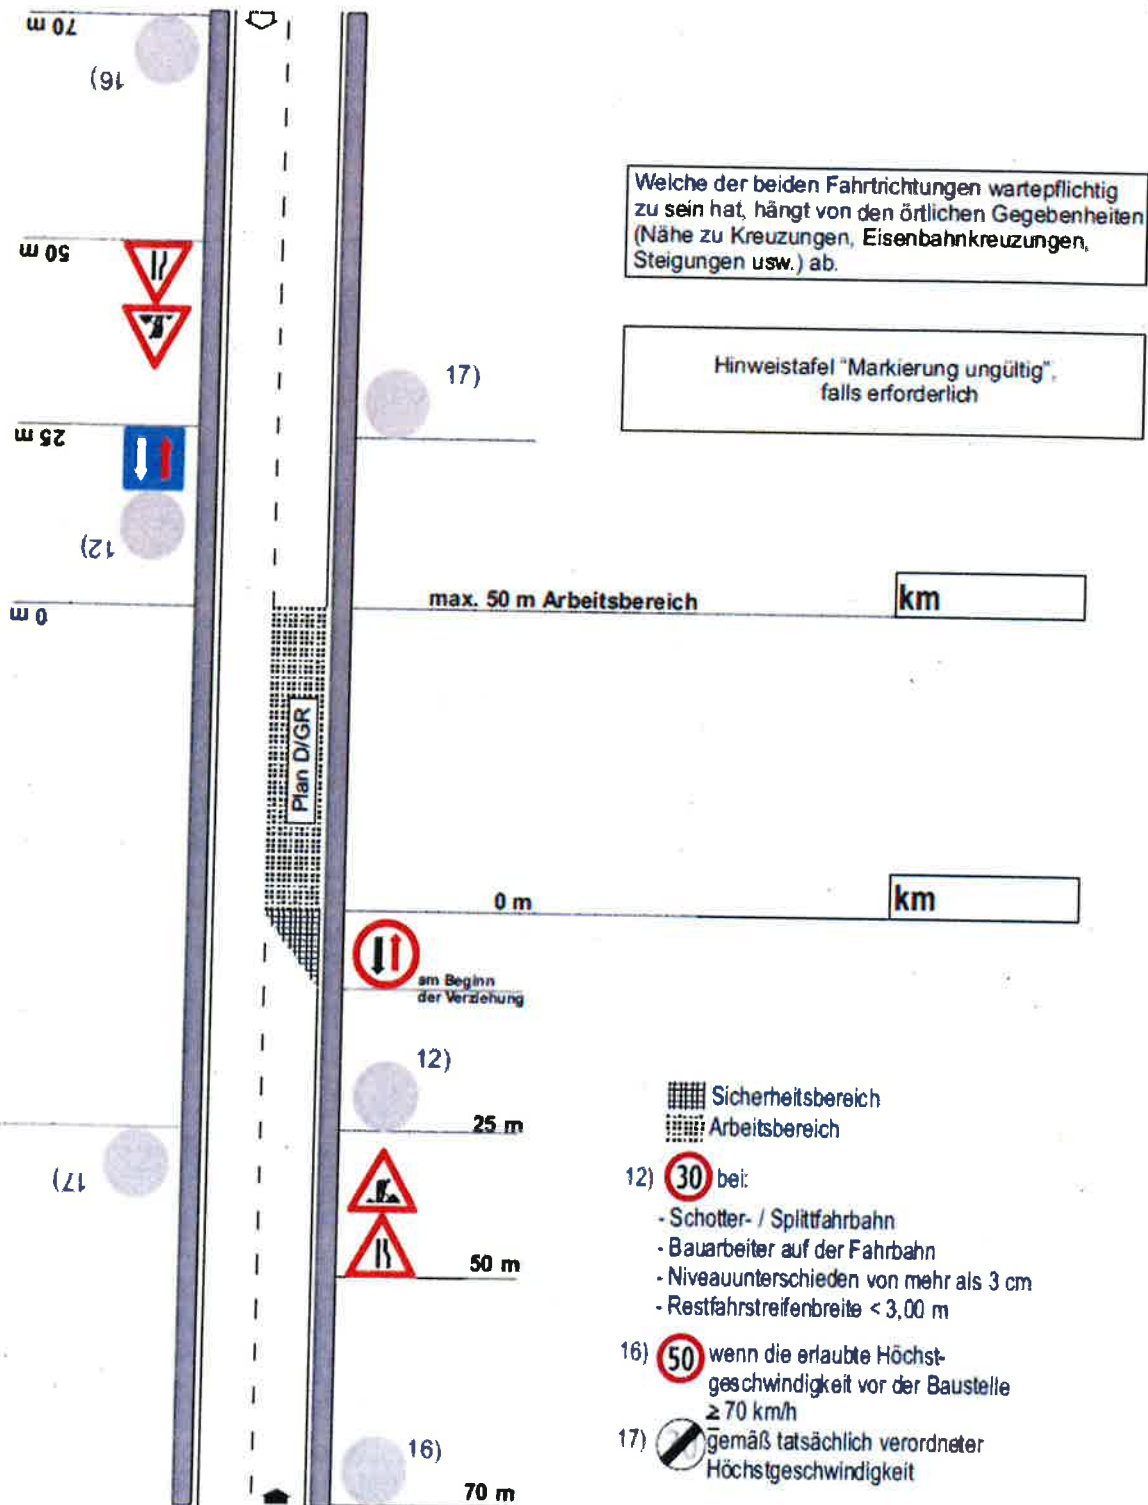 70 m
16)
50 m
25 m
12)
0 m
Welche der beiden Fahrtrichtungen wartepflichtig
zu sein hat, hängt von den örtlichen Gegebenheiten
(Nähe zu Kreuzungen, Eisenbahnkreuzungen,
Steigungen usw.) ab.
Hinweistafel "Markierung ungültig",
falls erforderlich
17)
max. 50 m Arbeitsbereich
km
Plan D/GR
0 m
km
am Beginn
der Verziehung
12)
25 m
17)
50 m
16)
70 m
Sicherheitsbereich
Arbeitsbereich
12) 30 bei:
- Schotter- / Splittfahrbahn
- Bauarbeiter auf der Fahrbahn
- Niveauunterschieden von mehr als 3 cm
- Restfahrstreifenbreite < 3,00 m
16) 50 wenn die erlaubte Höchst-
geschwindigkeit vor der Baustelle
≥ 70 km/h
17) gemäß tatsächlich verordneter
Höchstgeschwindigkeit